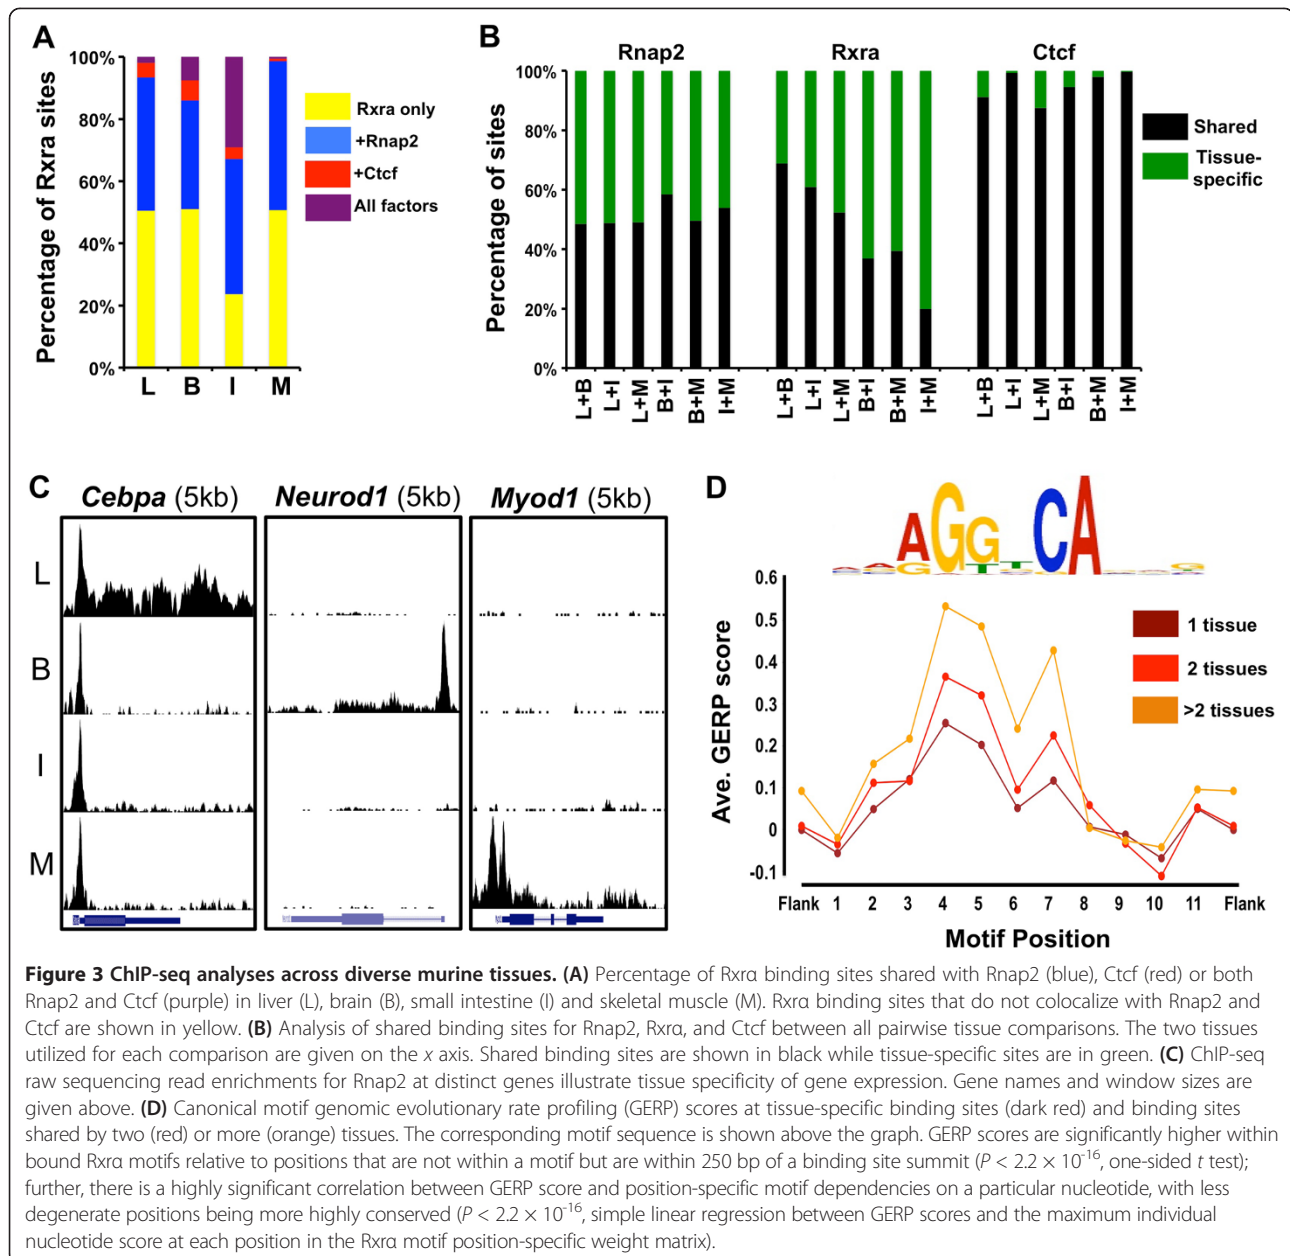 A
100%
80%
60%
40%
20%
0%
Percentage of Rxra sites
L B I M
Rxra only
+Rnap2
+Ctcf
All factors
B
Rnap2 Rxra Ctcf
100%
80%
60%
40%
20%
0%
Percentage of sites
L+B L+I L+M B+I B+M I+M
L+B L+I L+M B+I B+M I+M
L+B L+I L+M B+I B+M I+M
Shared
Tissue-
specific
C
Cebpa (5kb) Neurod1 (5kb) Myod1 (5kb)
L
B
I
M
D
AGGTCA
0.6
0.5
0.4
0.3
0.2
0.1
0
-0.1
Ave. GERP score
1 tissue
2 tissues
>2 tissues
Flank 1 2 3 4 5 6 7 8 9 10 11 Flank
Motif Position
Figure 3 ChIP-seq analyses across diverse murine tissues. (A) Percentage of Rxrα binding sites shared with Rnap2 (blue), Ctcf (red) or both
Rnap2 and Ctcf (purple) in liver (L), brain (B), small intestine (I) and skeletal muscle (M). Rxrα binding sites that do not colocalize with Rnap2 and
Ctcf are shown in yellow. (B) Analysis of shared binding sites for Rnap2, Rxrα, and Ctcf between all pairwise tissue comparisons. The two tissues
utilized for each comparison are given on the x axis. Shared binding sites are shown in black while tissue-specific sites are in green. (C) ChIP-seq
raw sequencing read enrichments for Rnap2 at distinct genes illustrate tissue specificity of gene expression. Gene names and window sizes are
given above. (D) Canonical motif genomic evolutionary rate profiling (GERP) scores at tissue-specific binding sites (dark red) and binding sites
shared by two (red) or more (orange) tissues. The corresponding motif sequence is shown above the graph. GERP scores are significantly higher within
bound Rxrα motifs relative to positions that are not within a motif but are within 250 bp of a binding site summit (P < 2.2 × 10⁻¹⁶, one-sided t test);
further, there is a highly significant correlation between GERP score and position-specific motif dependencies on a particular nucleotide, with less
degenerate positions being more highly conserved (P < 2.2 × 10⁻¹⁶, simple linear regression between GERP scores and the maximum individual
nucleotide score at each position in the Rxrα motif position-specific weight matrix).